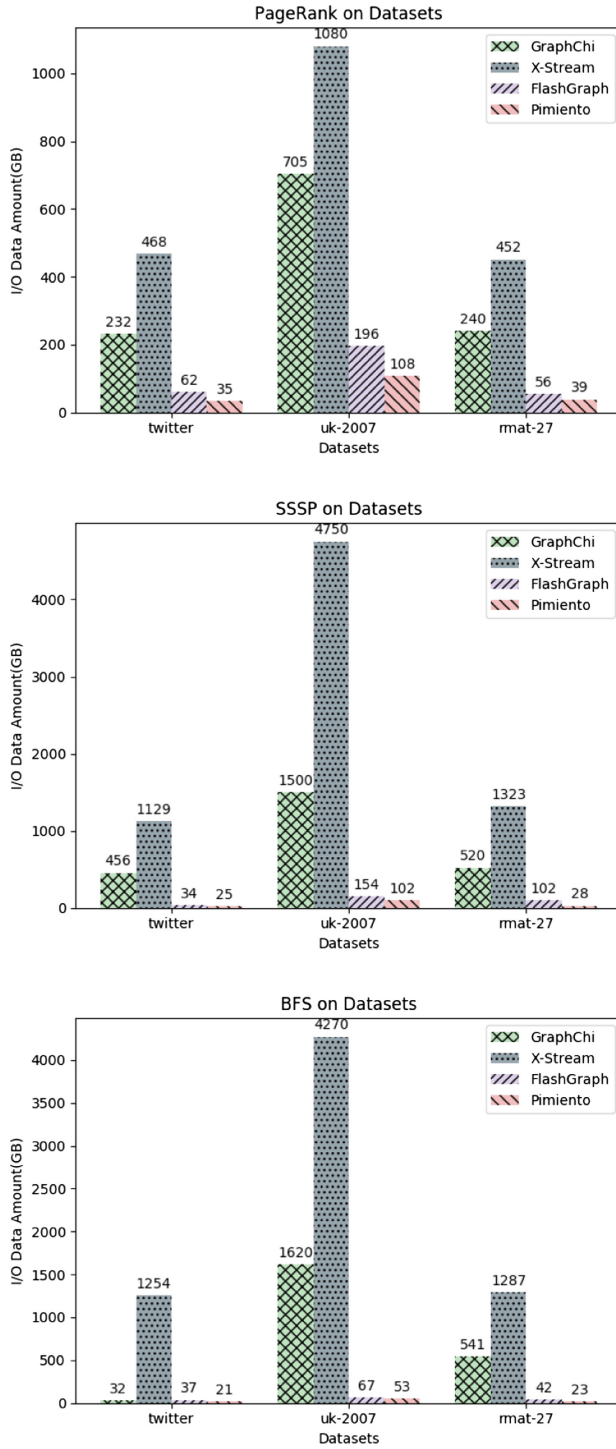 PageRank on Datasets
1080
GraphChi
X-Stream
FlashGraph
Pimiento
1000
800
705
600
468
452
400
232
240
196
200
108
62
35
56
39
0
twitter
uk-2007
rmat-27
I/O Data Amount(GB)
Datasets
SSSP on Datasets
4750
GraphChi
X-Stream
FlashGraph
Pimiento
4000
3000
2000
1500
1323
1129
1000
456
520
34
25
154
102
102
28
0
twitter
uk-2007
rmat-27
I/O Data Amount(GB)
Datasets
BFS on Datasets
4270
GraphChi
X-Stream
FlashGraph
Pimiento
4000
3500
3000
2500
2000
1620
1500
1254
1287
1000
541
500
32
37
21
67
53
42
23
0
twitter
uk-2007
rmat-27
I/O Data Amount(GB)
Datasets